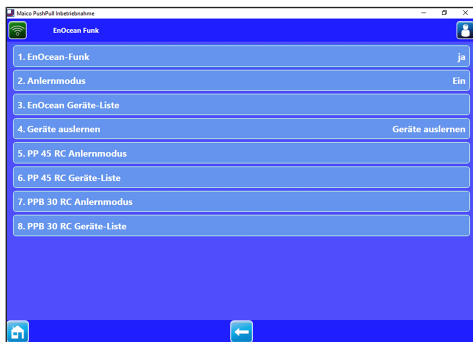 Maico PushPull Inbetriebnahme
EnOcean Funk
1. EnOcean-Funk ja
2. Anlernmodus Ein
3. EnOcean Geräte-Liste
4. Geräte auslernen Geräte auslernen
5. PP 45 RC Anlernmodus
6. PP 45 RC Geräte-Liste
7. PPB 30 RC Anlernmodus
8. PPB 30 RC Geräte-Liste